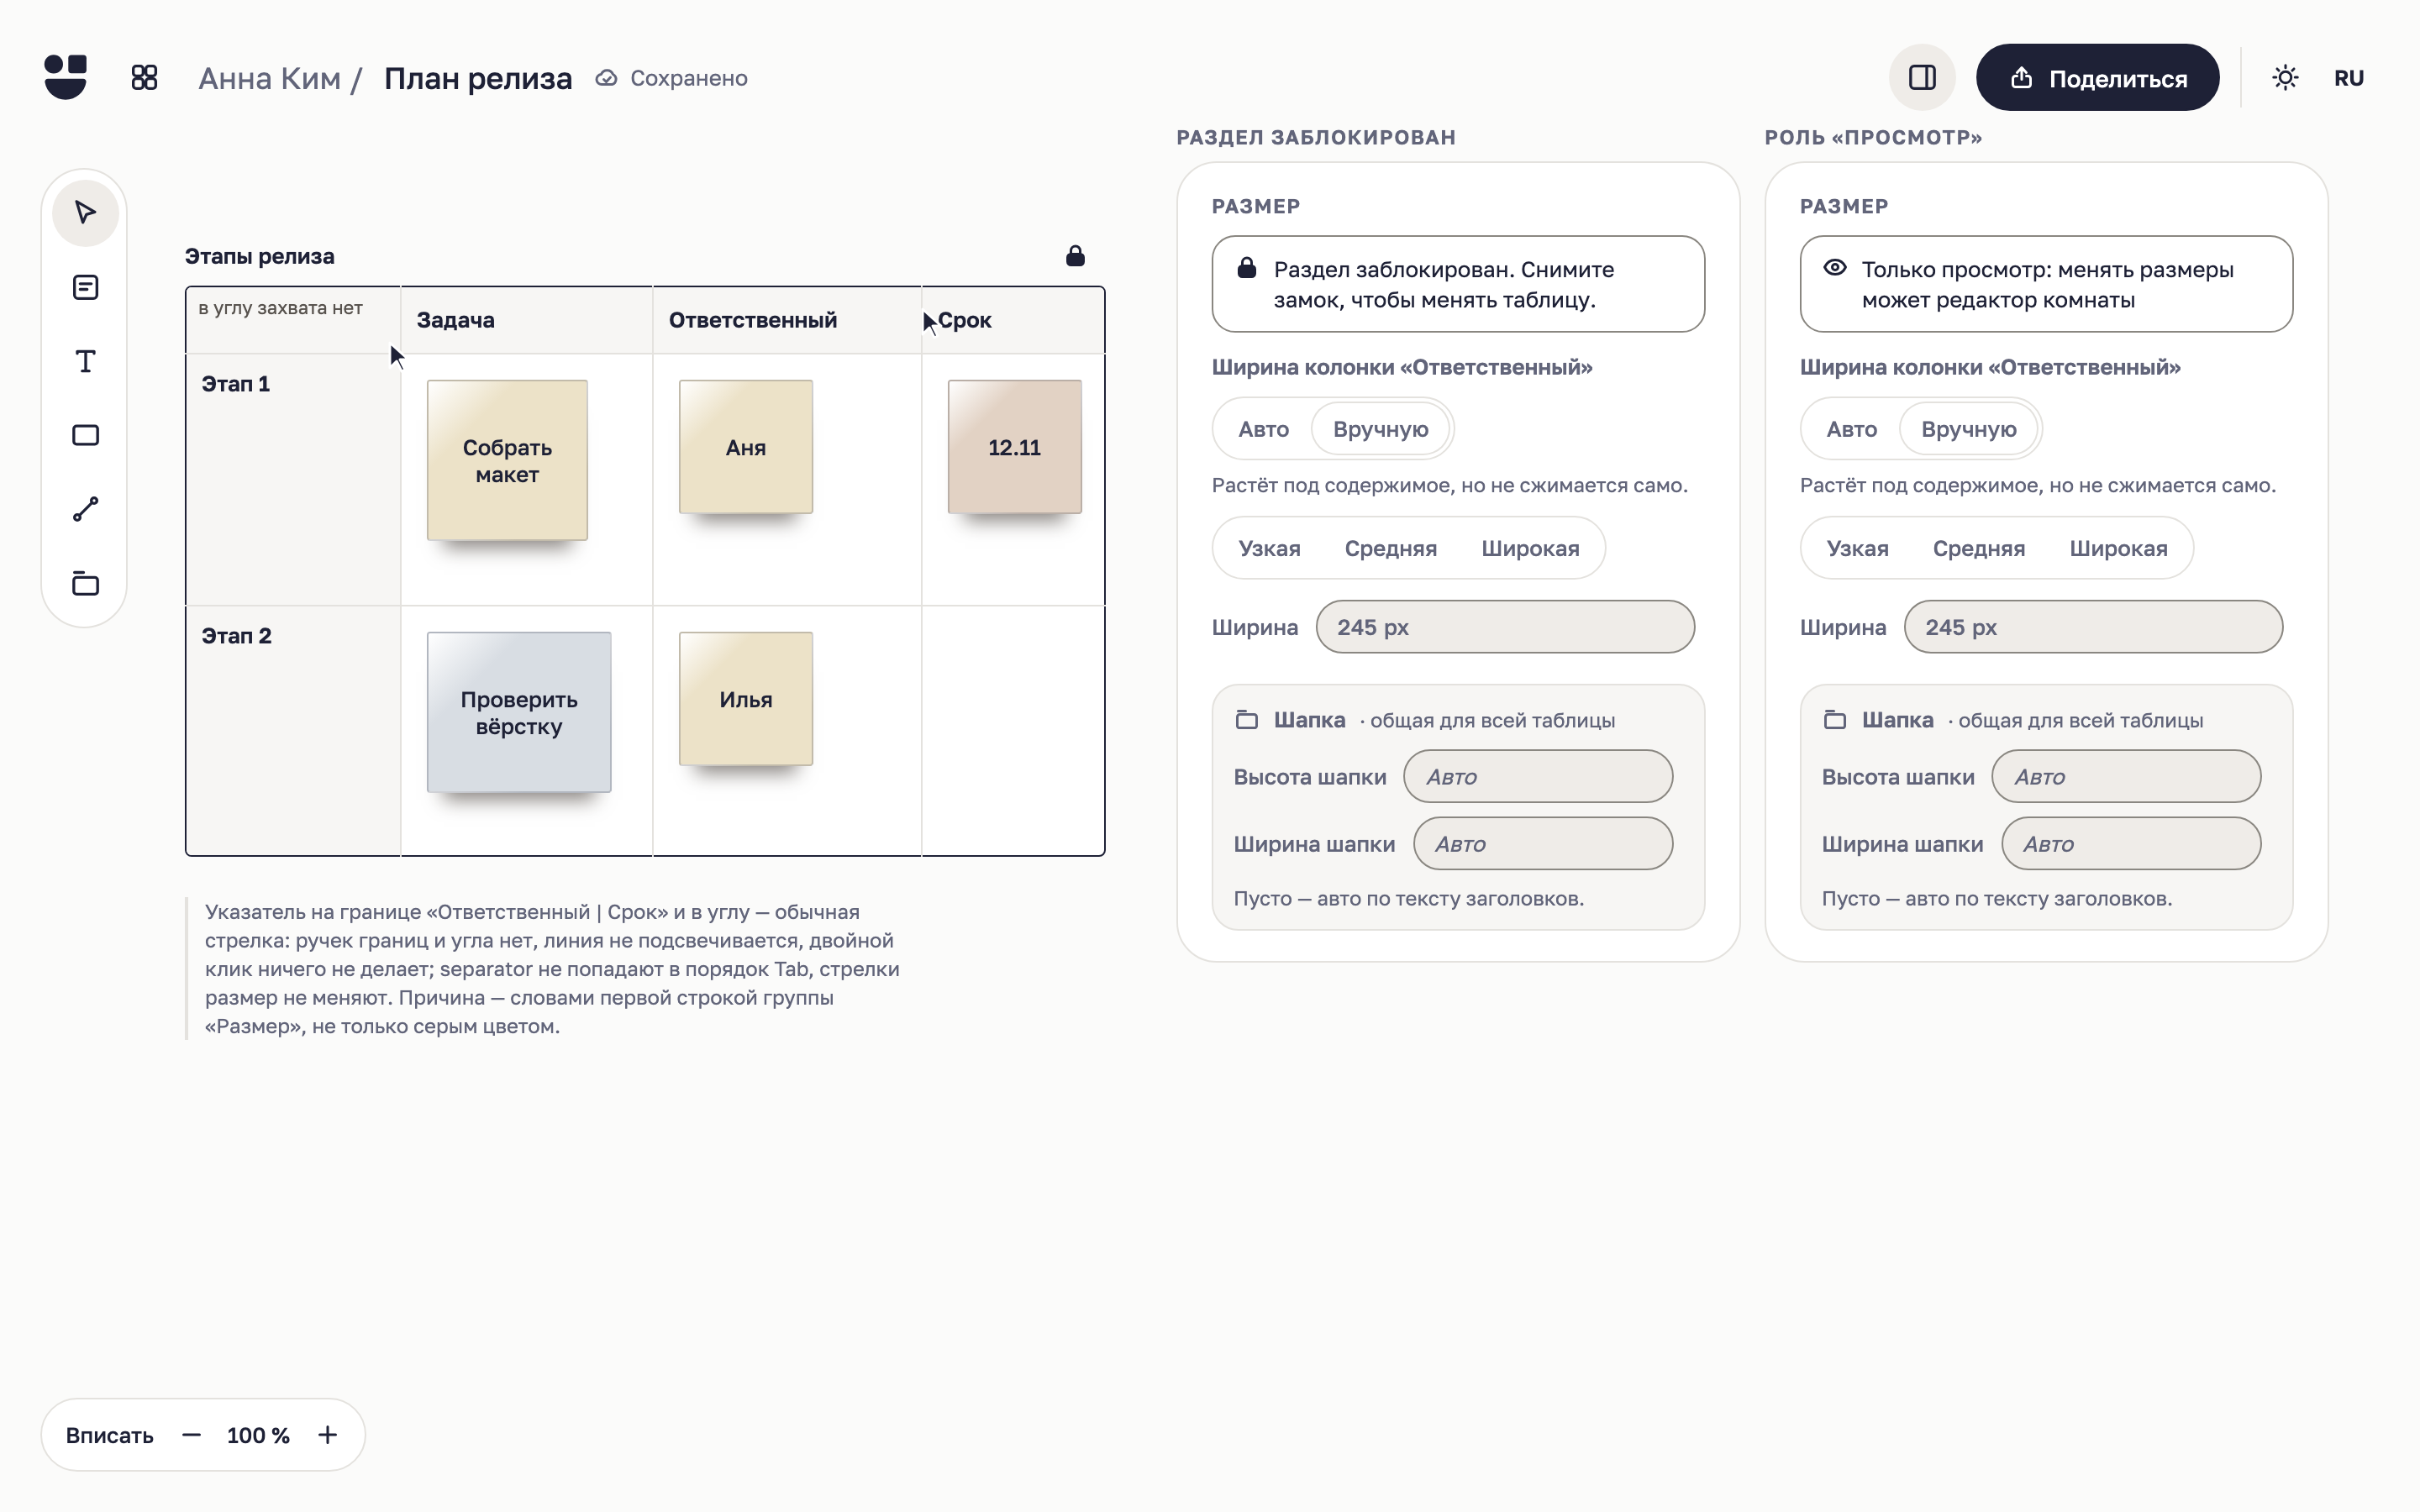 Анна Ким / План релиза Сохранено
Поделиться
RU
Этапы релиза
в углу захвата нет
Задача
Ответственный
Срок
Этап 1
Собрать
макет
Аня
12.11
Этап 2
Проверить
вёрстку
Илья
Указатель на границе «Ответственный | Срок» и в углу — обычная
стрелка: ручек границ и угла нет, линия не подсвечивается, двойной
клик ничего не делает; separator не попадают в порядок Tab, стрелки
размер не меняют. Причина — словами первой строкой группы
«Размер», не только серым цветом.
РАЗДЕЛ ЗАБЛОКИРОВАН
РАЗМЕР
Раздел заблокирован. Снимите
замок, чтобы менять таблицу.
Ширина колонки «Ответственный»
Авто Вручную
Растёт под содержимое, но не сжимается само.
Узкая Средняя Широкая
Ширина 245 px
Шапка · общая для всей таблицы
Высота шапки Авто
Ширина шапки Авто
Пусто — авто по тексту заголовков.
РОЛЬ «ПРОСМОТР»
РАЗМЕР
Только просмотр: менять размеры
может редактор комнаты
Ширина колонки «Ответственный»
Авто Вручную
Растёт под содержимое, но не сжимается само.
Узкая Средняя Широкая
Ширина 245 px
Шапка · общая для всей таблицы
Высота шапки Авто
Ширина шапки Авто
Пусто — авто по тексту заголовков.
Вписать — 100 % +